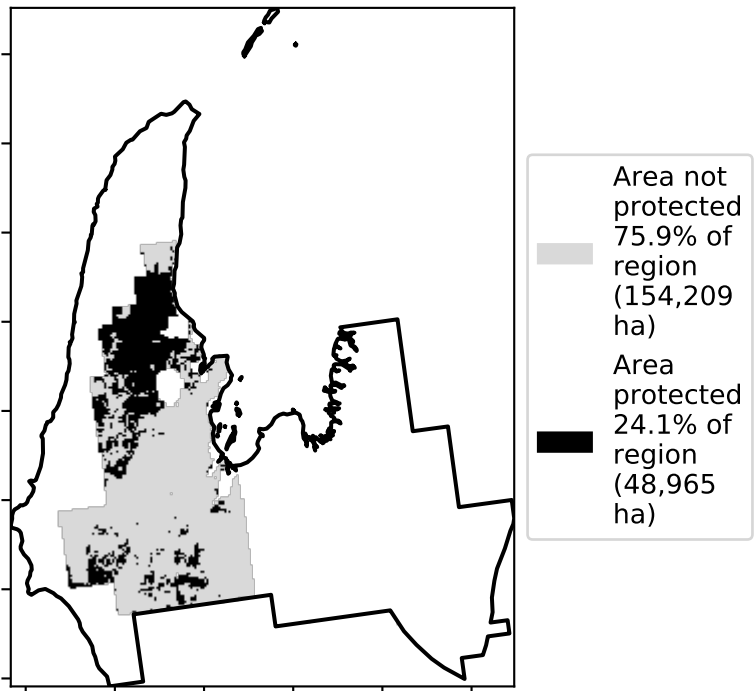 Area not
protected
75.9% of
region
(154,209
ha)
Area
protected
24.1% of
region
(48,965
ha)